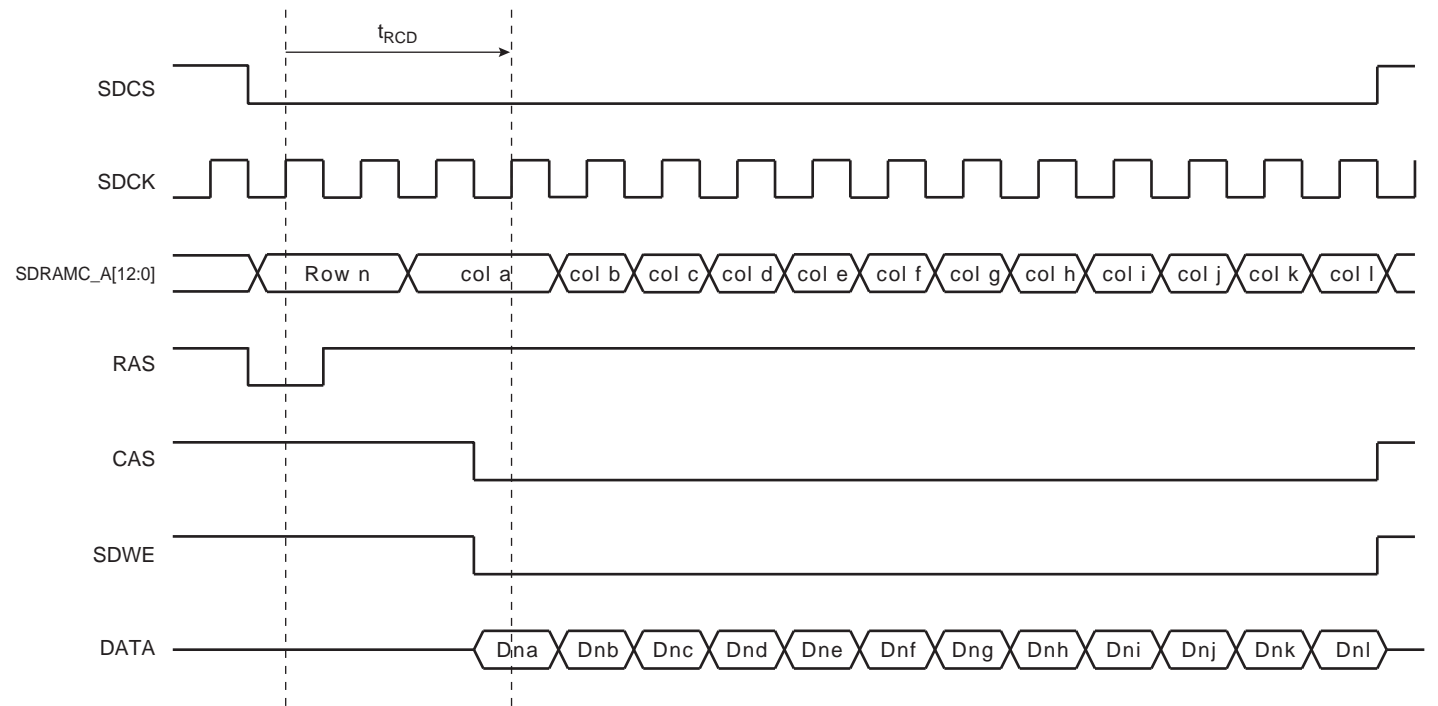 tRCD
SDCS
SDCK
SDRAMC_A[12:0] Row n col a col b col c col d col e col f col g col h col i col j col k col l
RAS
CAS
SDWE
DATA Dna Dnb Dnc Dnd Dne Dnf Dng Dnh Dni Dnj Dnk Dnl